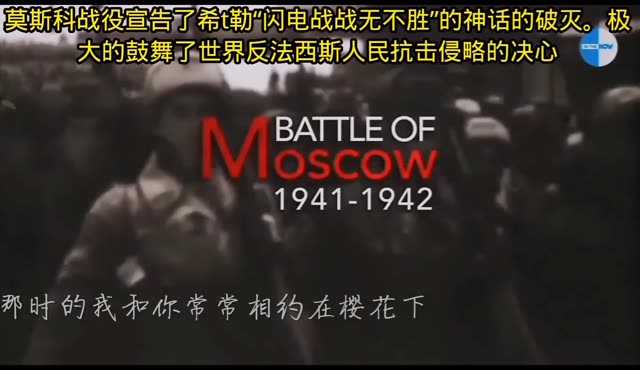 莫斯科战役宣告了希t勒“闪电战战无不胜”的神话的破灭。极
大的鼓舞了世界反法西斯人民抗击侵略的决心
IN THE NOW
BATTLE OF
Moscow
1941-1942
那时的我和你常常相约在樱花下